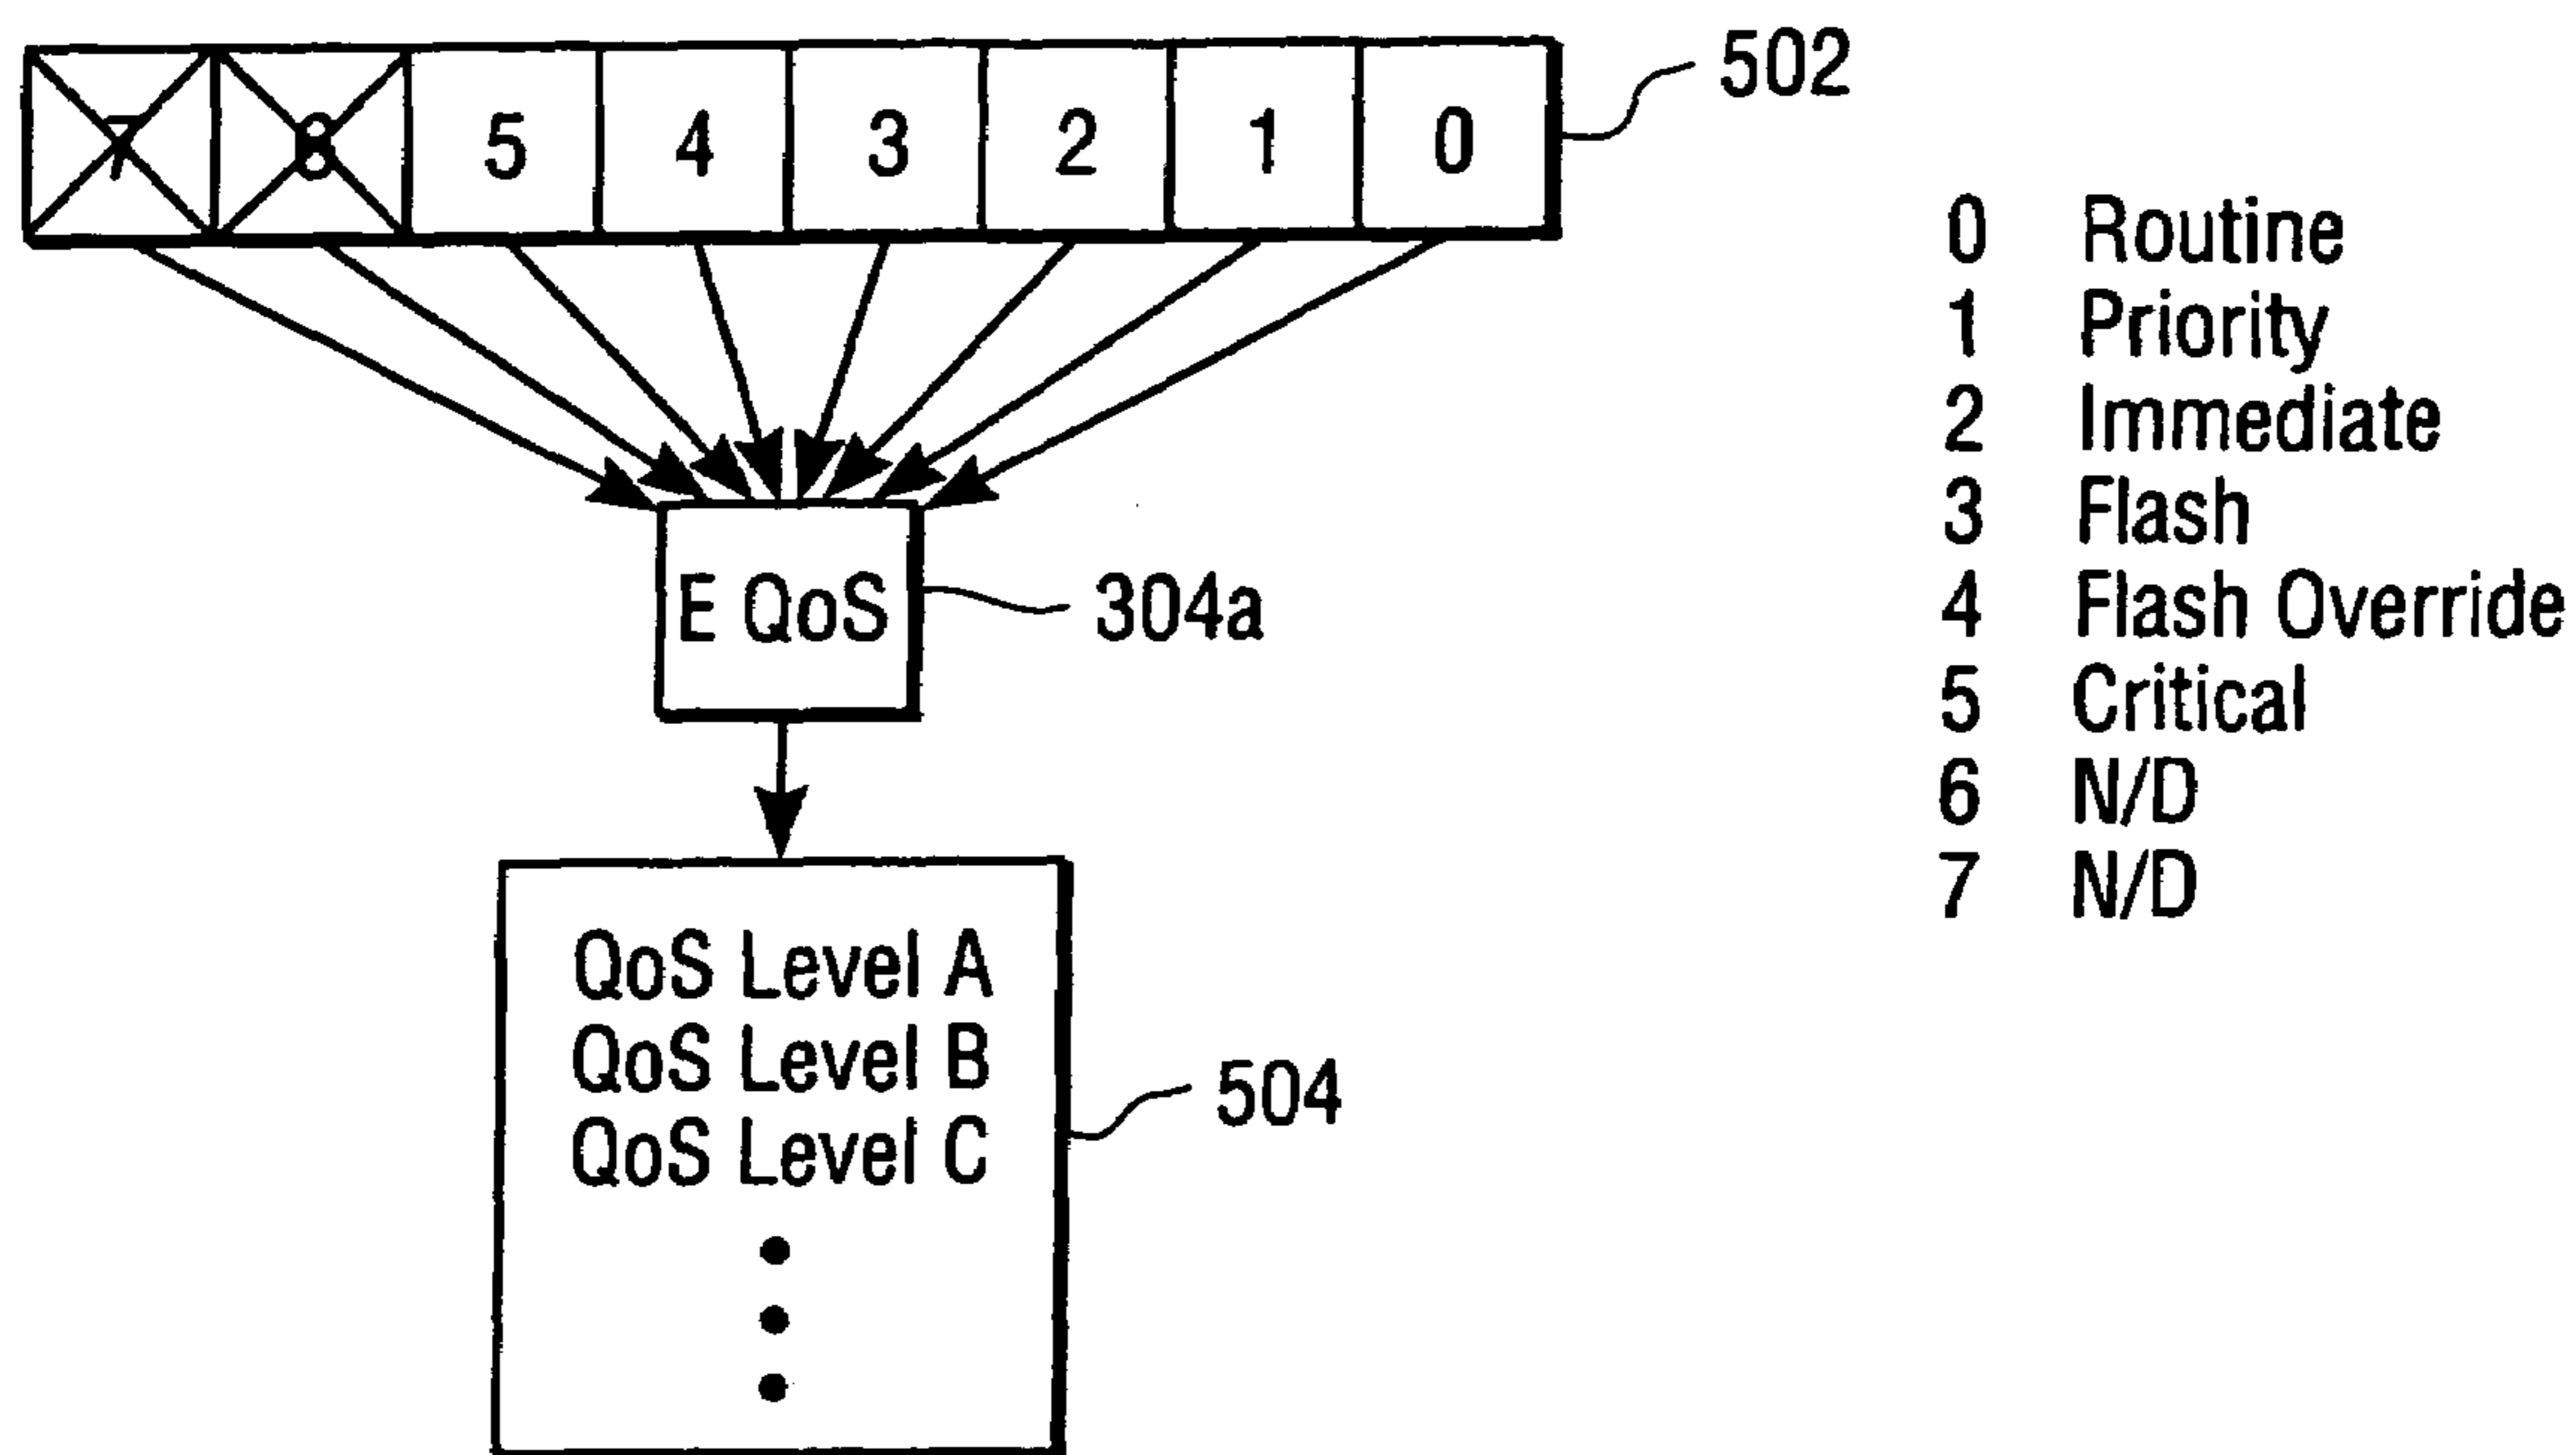 7 6 5 4 3 2 1 0
502
0 Routine
1 Priority
2 Immediate
3 Flash
4 Flash Override
5 Critical
6 N/D
7 N/D
E QoS
304a
QoS Level A
QoS Level B
QoS Level C
504